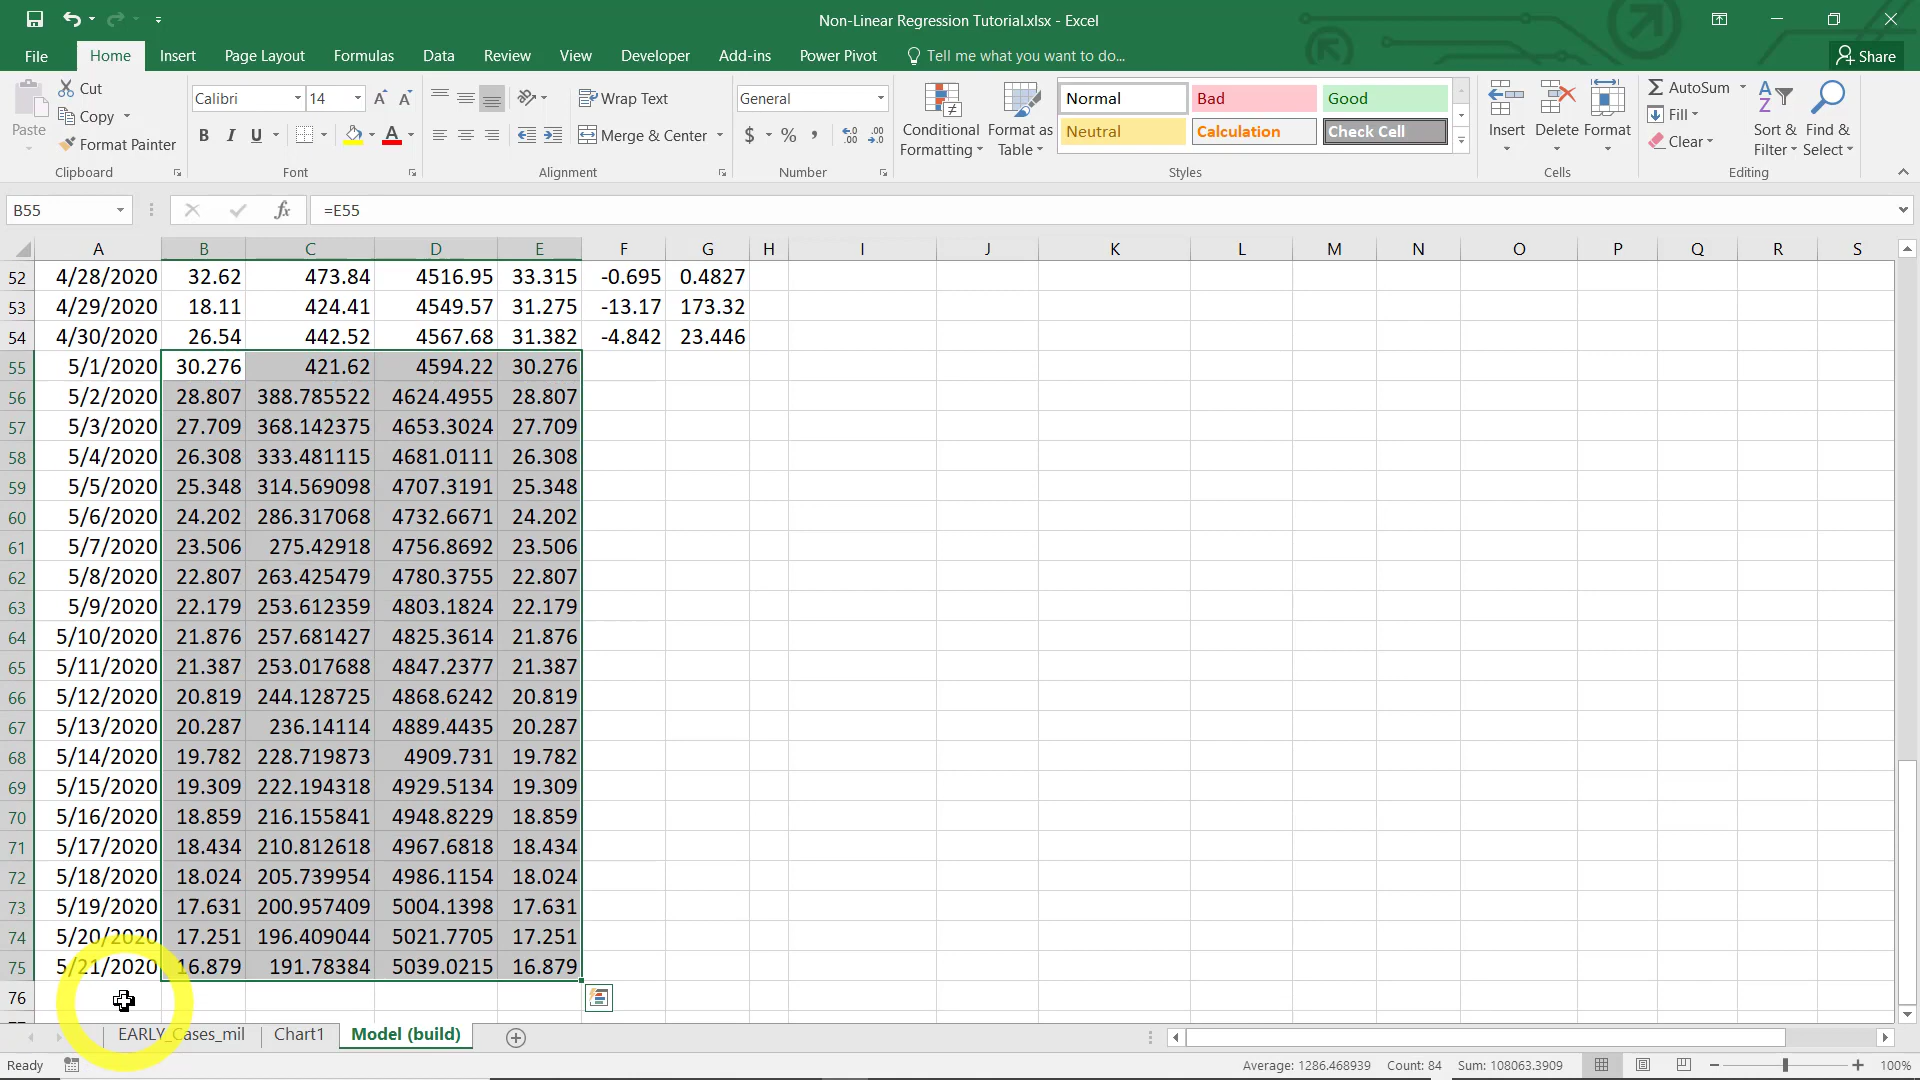 Non-Linear Regression Tutorial.xlsx - Excel
File Home Insert Page Layout Formulas Data Review View Developer Add-ins Power Pivot Tell me what you want to do... Share
Paste Cut Copy Format Painter Clipboard
Calibri 14 B I U A Font
Wrap Text Merge & Center Alignment
General $ % , Number
Conditional Formatting Format as Table
Normal Bad Good
Neutral Calculation Check Cell
Styles
Insert Delete Format Cells
AutoSum Fill Clear Sort & Filter Find & Select Editing
B55 fx =E55
A B C D E F G H I J K L M N O P Q R S
52 4/28/2020 32.62 473.84 4516.95 33.315 -0.695 0.4827
53 4/29/2020 18.11 424.41 4549.57 31.275 -13.17 173.32
54 4/30/2020 26.54 442.52 4567.68 31.382 -4.842 23.446
55 5/1/2020 30.276 421.62 4594.22 30.276
56 5/2/2020 28.807 388.785522 4624.4955 28.807
57 5/3/2020 27.709 368.142375 4653.3024 27.709
58 5/4/2020 26.308 333.481115 4681.0111 26.308
59 5/5/2020 25.348 314.569098 4707.3191 25.348
60 5/6/2020 24.202 286.317068 4732.6671 24.202
61 5/7/2020 23.506 275.42918 4756.8692 23.506
62 5/8/2020 22.807 263.425479 4780.3755 22.807
63 5/9/2020 22.179 253.612359 4803.1824 22.179
64 5/10/2020 21.876 257.681427 4825.3614 21.876
65 5/11/2020 21.387 253.017688 4847.2377 21.387
66 5/12/2020 20.819 244.128725 4868.6242 20.819
67 5/13/2020 20.287 236.14114 4889.4435 20.287
68 5/14/2020 19.782 228.719873 4909.731 19.782
69 5/15/2020 19.309 222.194318 4929.5134 19.309
70 5/16/2020 18.859 216.155841 4948.8229 18.859
71 5/17/2020 18.434 210.812618 4967.6818 18.434
72 5/18/2020 18.024 205.739954 4986.1154 18.024
73 5/19/2020 17.631 200.957409 5004.1398 17.631
74 5/20/2020 17.251 196.409044 5021.7705 17.251
75 5/21/2020 16.879 191.78384 5039.0215 16.879
76
EARLY_Cases_mil Chart1 Model (build)
Ready Average: 1286.468939 Count: 84 Sum: 108063.3909 100%